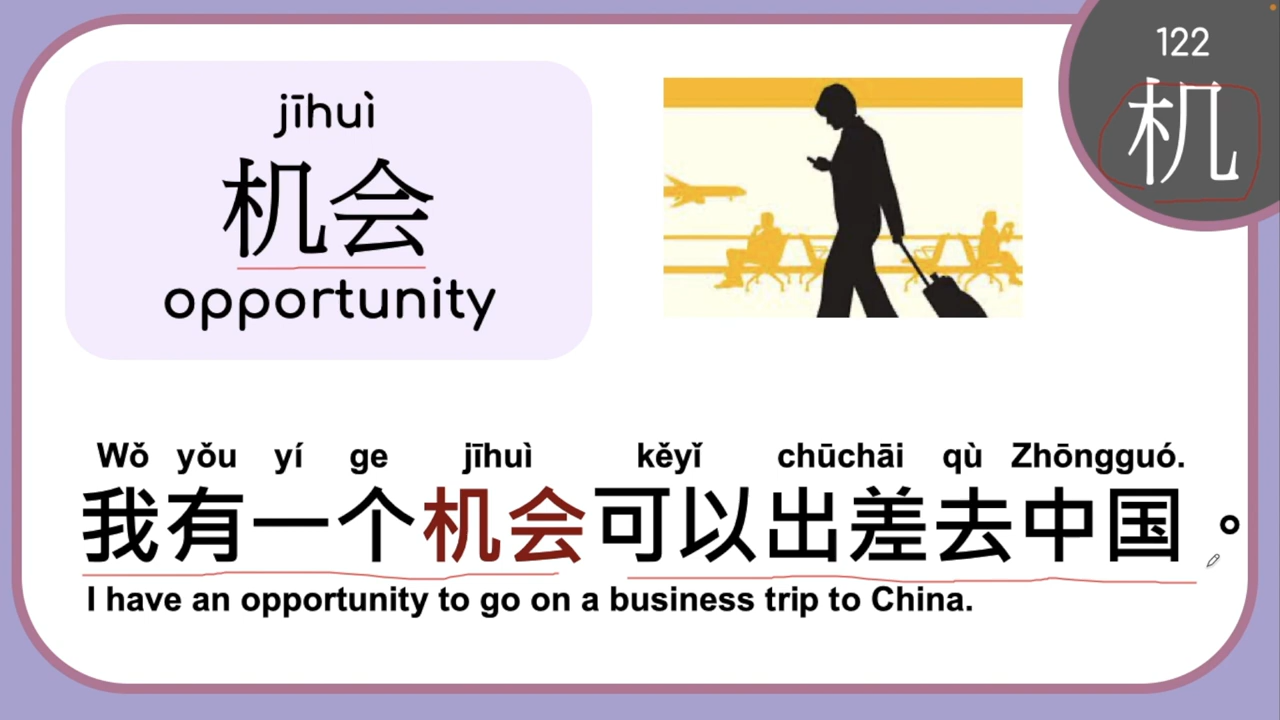 122
机
jīhuì
机会
opportunity
Wǒ yǒu yí ge jīhuì kěyǐ chūchāi qù Zhōngguó.
我有一个机会可以出差去中国。
I have an opportunity to go on a business trip to China.